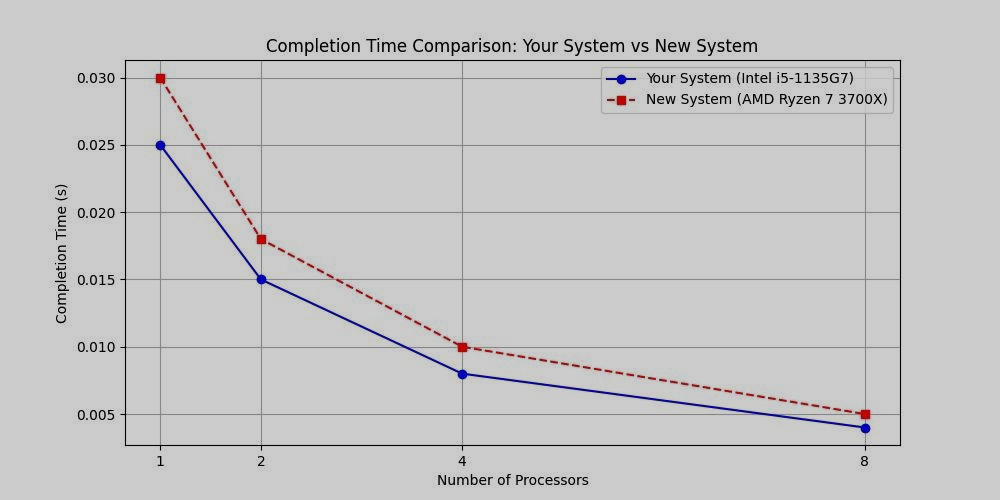 Completion Time Comparison: Your System vs New System
Your System (Intel i5-1135G7)
New System (AMD Ryzen 7 3700X)
Completion Time (s)
0.030
0.025
0.020
0.015
0.010
0.005
1 2 4 8
Number of Processors